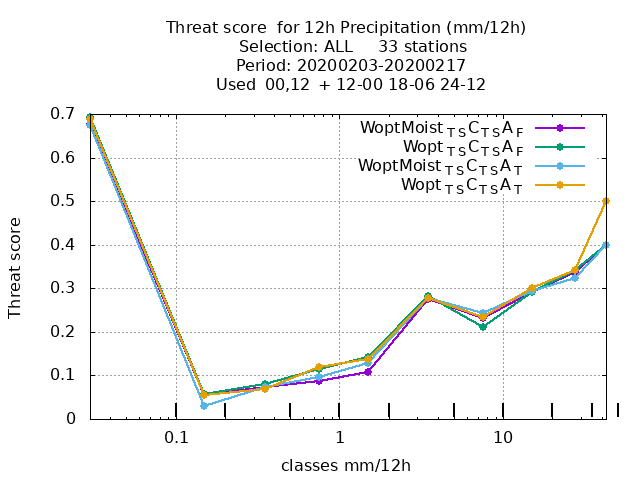 Threat score  for 12h Precipitation (mm/12h)
Selection: ALL     33 stations
Period: 20200203-20200217
Used  00,12  + 12-00 18-06 24-12
WoptMoist TS C TS A F
Wopt TS C TS A F
WoptMoist TS C TS A T
Wopt TS C TS A T
0.7
0.6
0.5
0.4
0.3
0.2
0.1
0
Threat score
0.1 1 10
classes mm/12h